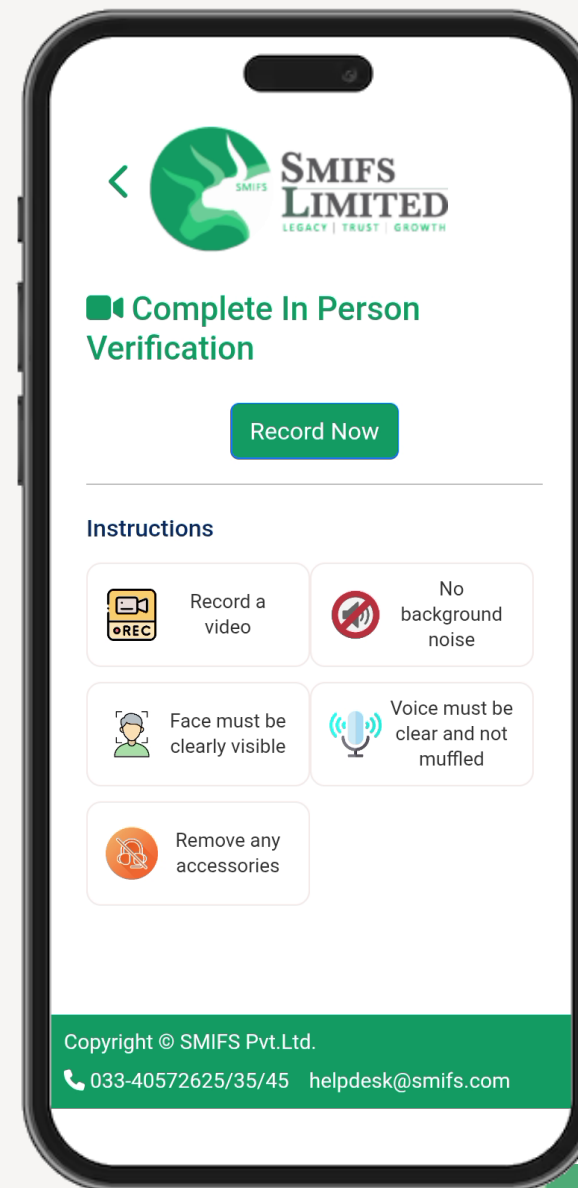 SMIFS
SMIFS
LIMITED
LEGACY | TRUST | GROWTH
Complete In Person
Verification
Record Now
Instructions
REC
Record a
video
No
background
noise
Face must be
clearly visible
Voice must be
clear and not
muffled
Remove any
accessories
Copyright © SMIFS Pvt.Ltd.
033-40572625/35/45 helpdesk@smifs.com